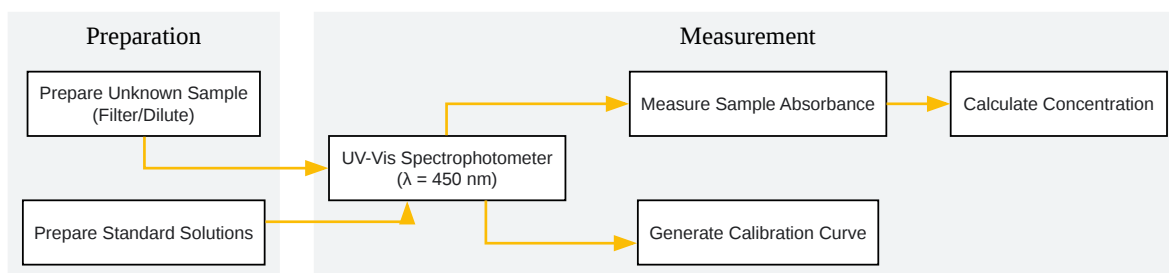 Preparation
Prepare Unknown Sample
(Filter/Dilute)
Prepare Standard Solutions
Measurement
UV-Vis Spectrophotometer
(λ = 450 nm)
Measure Sample Absorbance
Calculate Concentration
Generate Calibration Curve